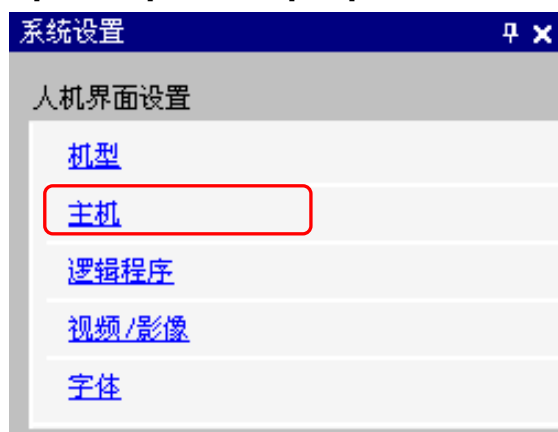 系统设置
人机界面设置
机型
主机
逻辑程序
视频/影像
字体